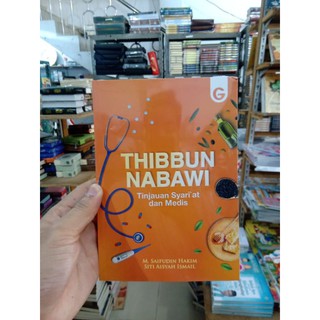 G
THIBBUN
NABAWI
Tinjauan Syari'at
dan Medis
M. Saifudin Hakim
Siti Aisyah Ismail